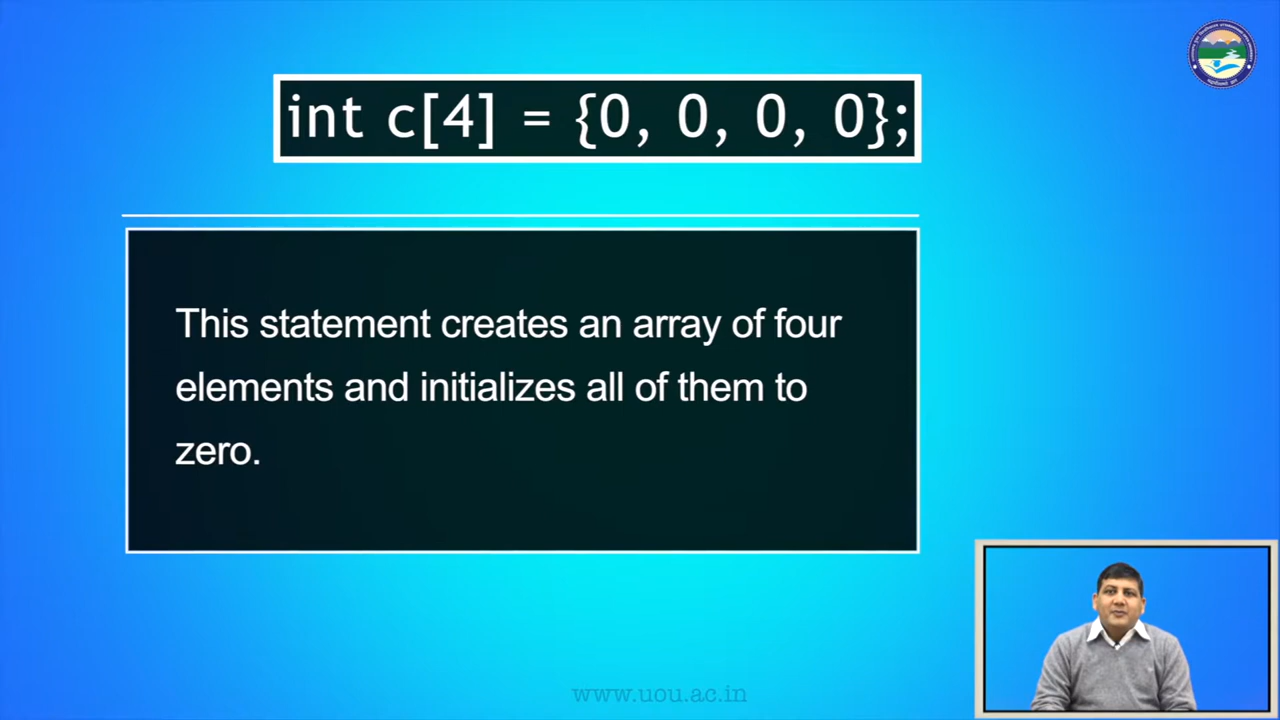 int c[4] = {0, 0, 0, 0};
This statement creates an array of four
elements and initializes all of them to
zero.
www.uou.ac.in